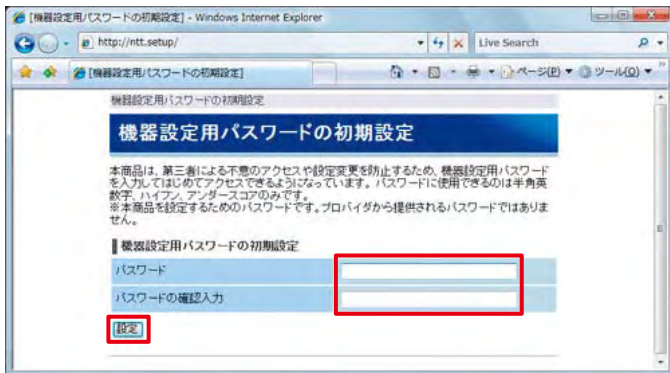 [機器設定用パスワードの初期設定] - Windows Internet Explorer
http://ntt.setup/
Live Search
[機器設定用パスワードの初期設定]
ページ(P)
ツール(O)
機器設定用パスワードの初期設定
機器設定用パスワードの初期設定
本商品は、第三者による不意のアクセスや設定変更を防止するため、機器設定用パスワード
を入力してはじめてアクセスできるようになっています。パスワードに使用できるのは半角英
数字、ハイフン、アンダースコアのみです。
※本商品を設定するためのパスワードです。プロバイダから提供されるパスワードではありま
せん。
機器設定用パスワードの初期設定
パスワード
パスワードの確認入力
設定